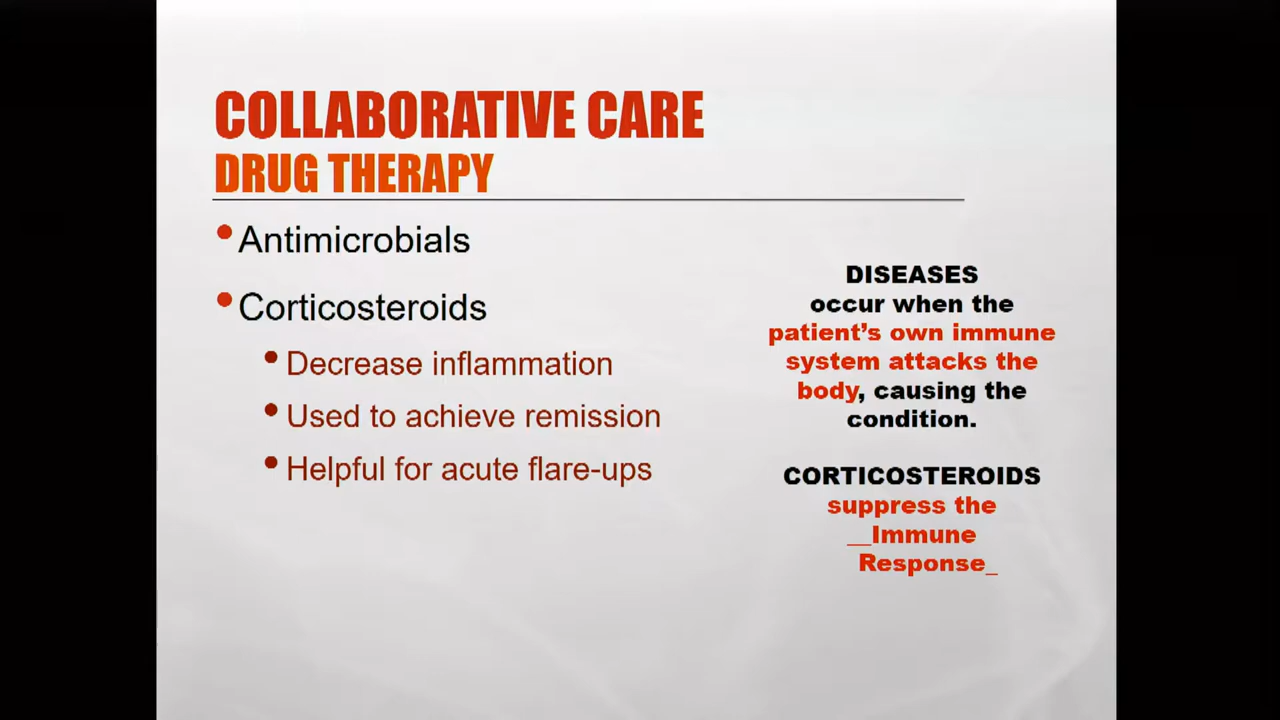 COLLABORATIVE CARE
DRUG THERAPY
• Antimicrobials
• Corticosteroids
• Decrease inflammation
• Used to achieve remission
• Helpful for acute flare-ups
DISEASES
occur when the
patient’s own immune
system attacks the
body, causing the
condition.
CORTICOSTEROIDS
suppress the
__Immune
Response_